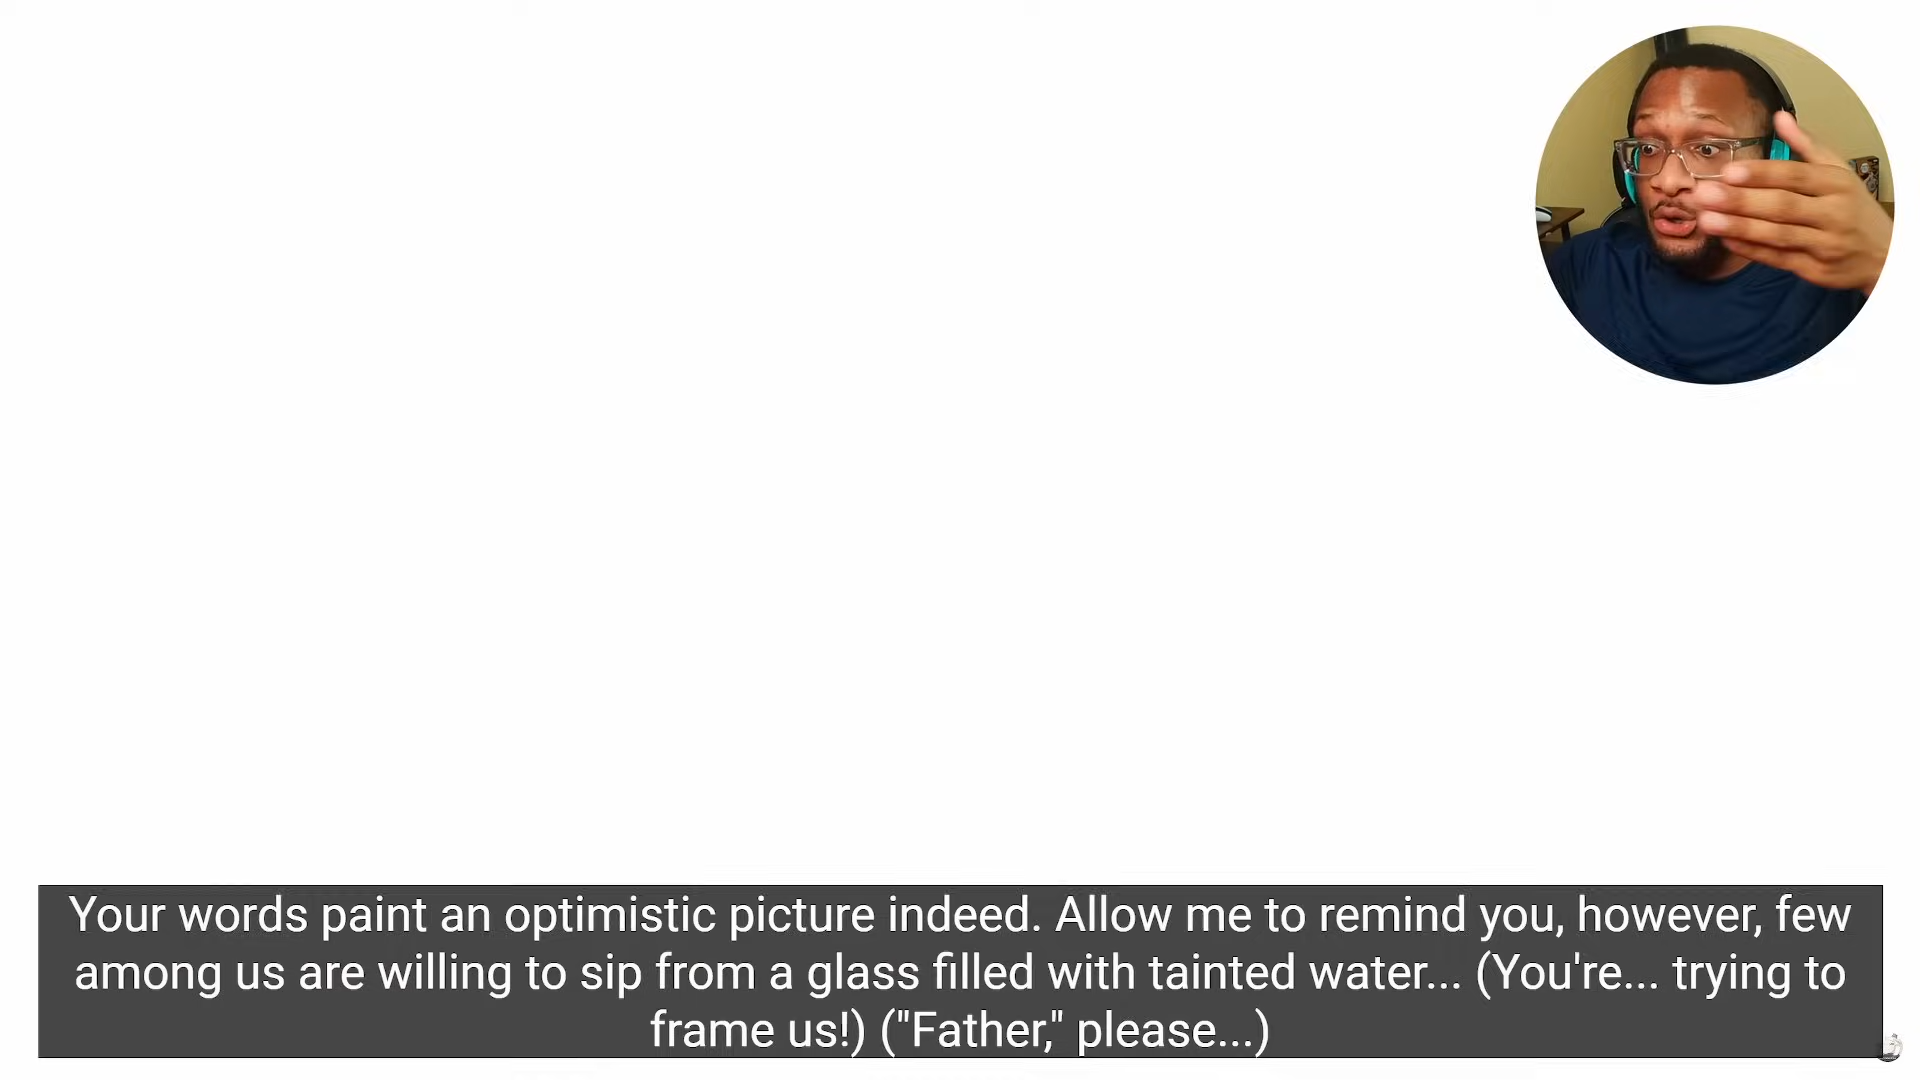 Your words paint an optimistic picture indeed. Allow me to remind you, however, few
among us are willing to sip from a glass filled with tainted water... (You're... trying to
frame us!) ("Father," please...)